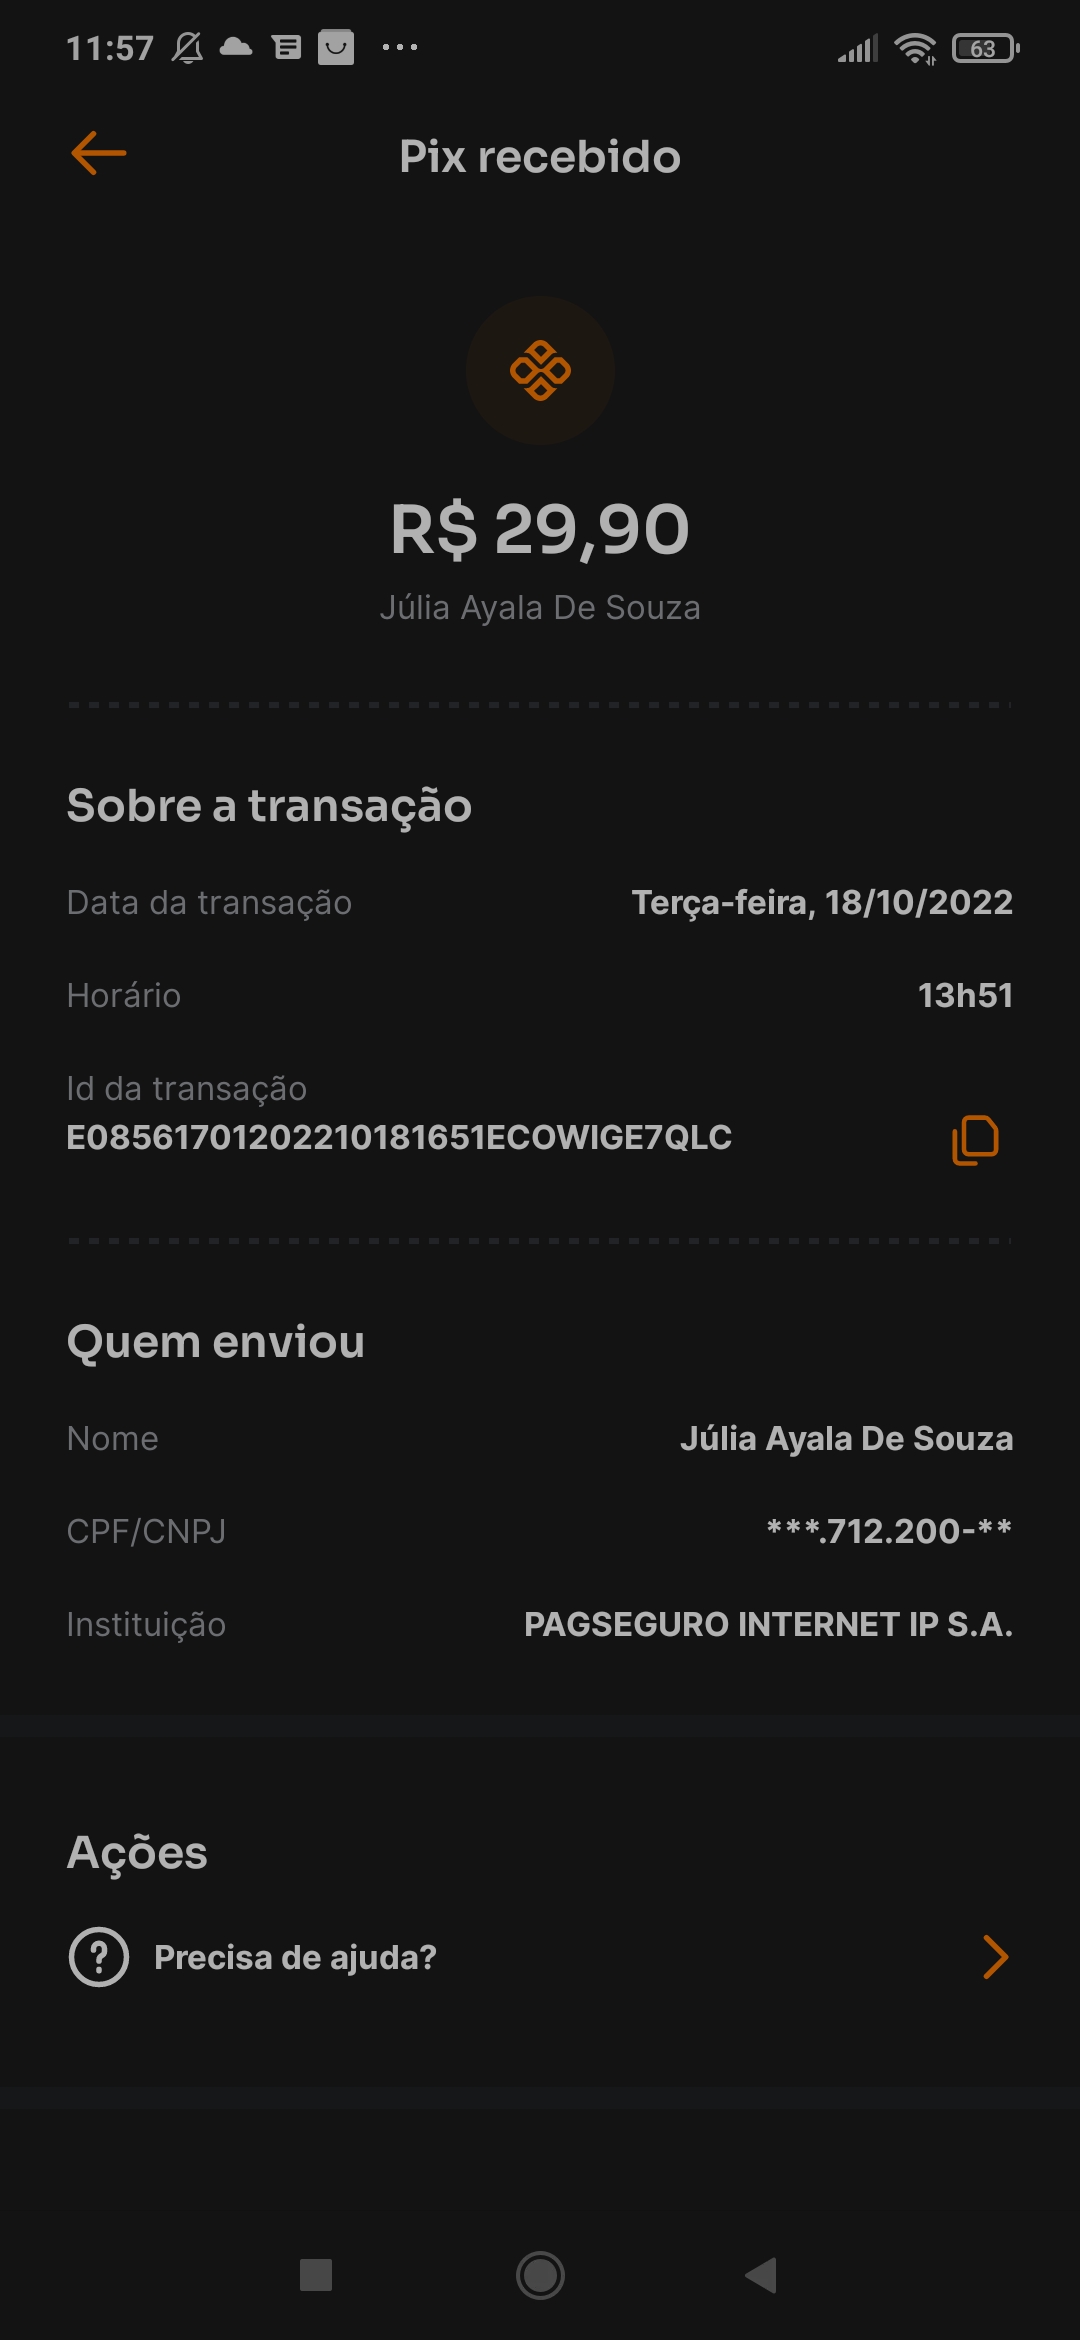 11:57
63
Pix recebido
R$ 29,90
Júlia Ayala De Souza
Sobre a transação
Data da transação Terça-feira, 18/10/2022
Horário 13h51
Id da transação
E08561701202210181651ECOWIGE7QLC
Quem enviou
Nome Júlia Ayala De Souza
CPF/CNPJ ***.712.200-**
Instituição PAGSEGURO INTERNET IP S.A.
Ações
Precisa de ajuda?